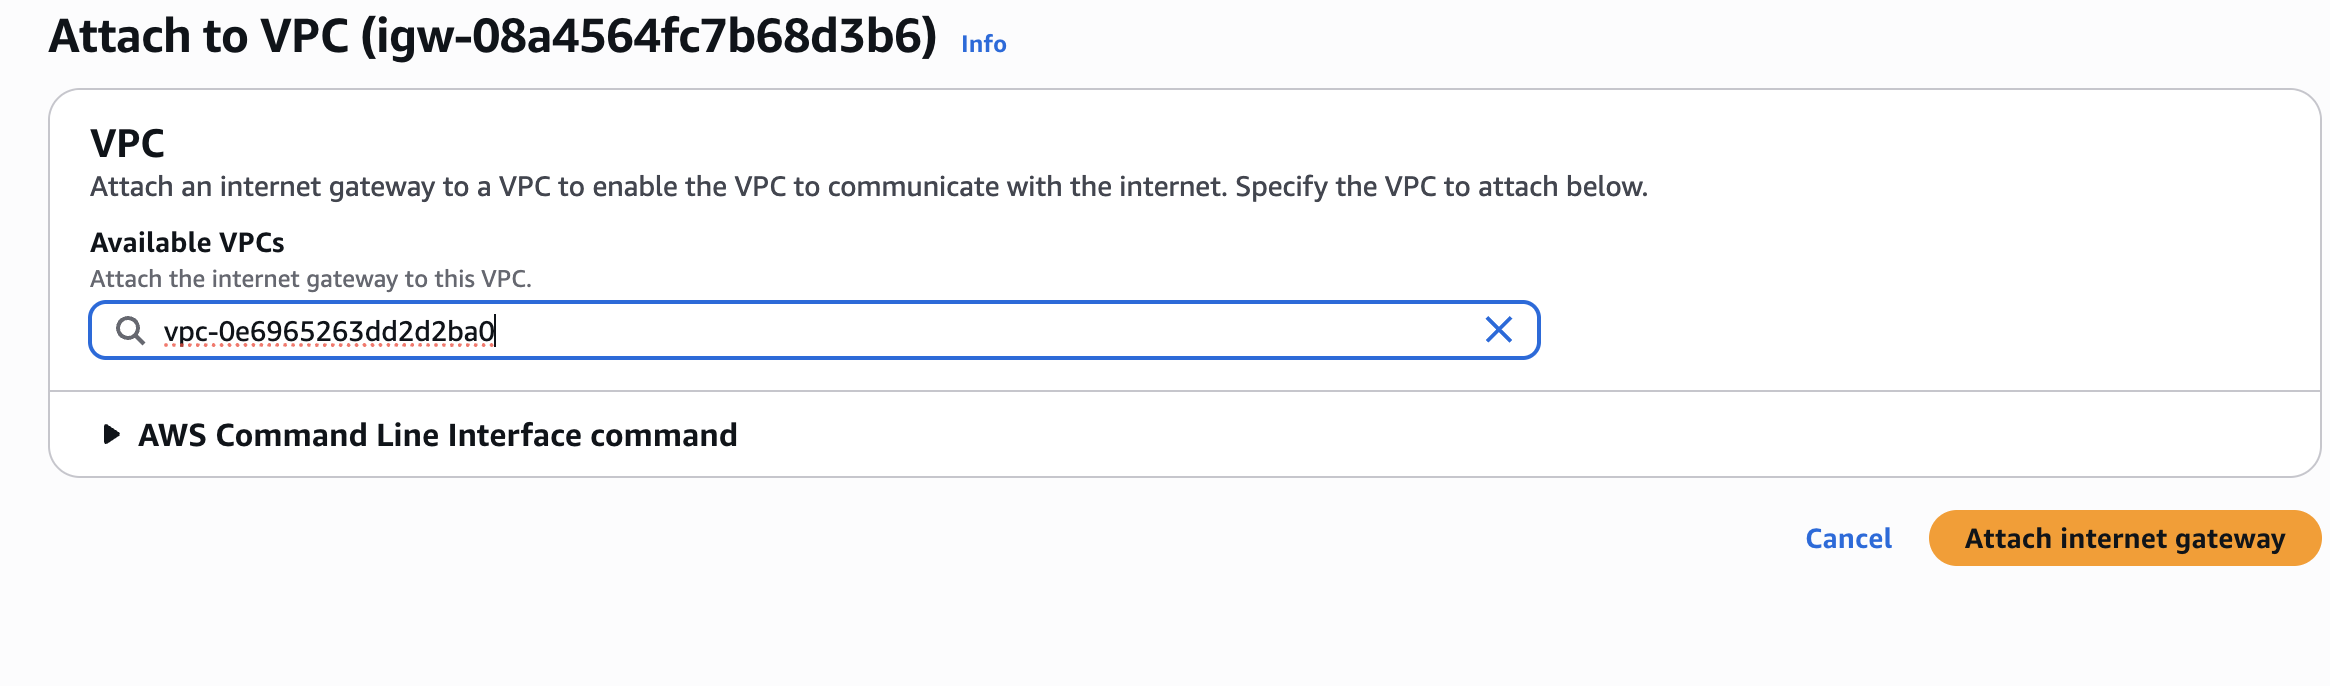 Attach to VPC (igw-08a4564fc7b68d3b6) Info
VPC
Attach an internet gateway to a VPC to enable the VPC to communicate with the internet. Specify the VPC to attach below.
Available VPCs
Attach the internet gateway to this VPC.
vpc-0e6965263dd2d2ba0
AWS Command Line Interface command
Cancel Attach internet gateway